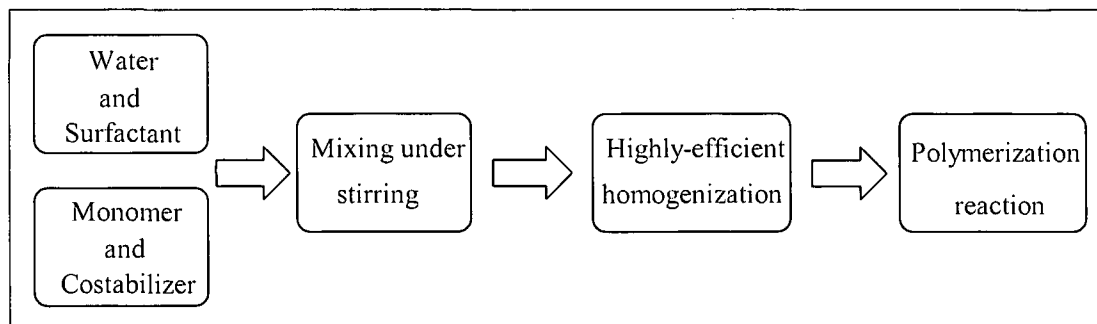 Water
and
Surfactant
Monomer
and
Costabilizer
Mixing under
stirring
Highly-efficient
homogenization
Polymerization
reaction